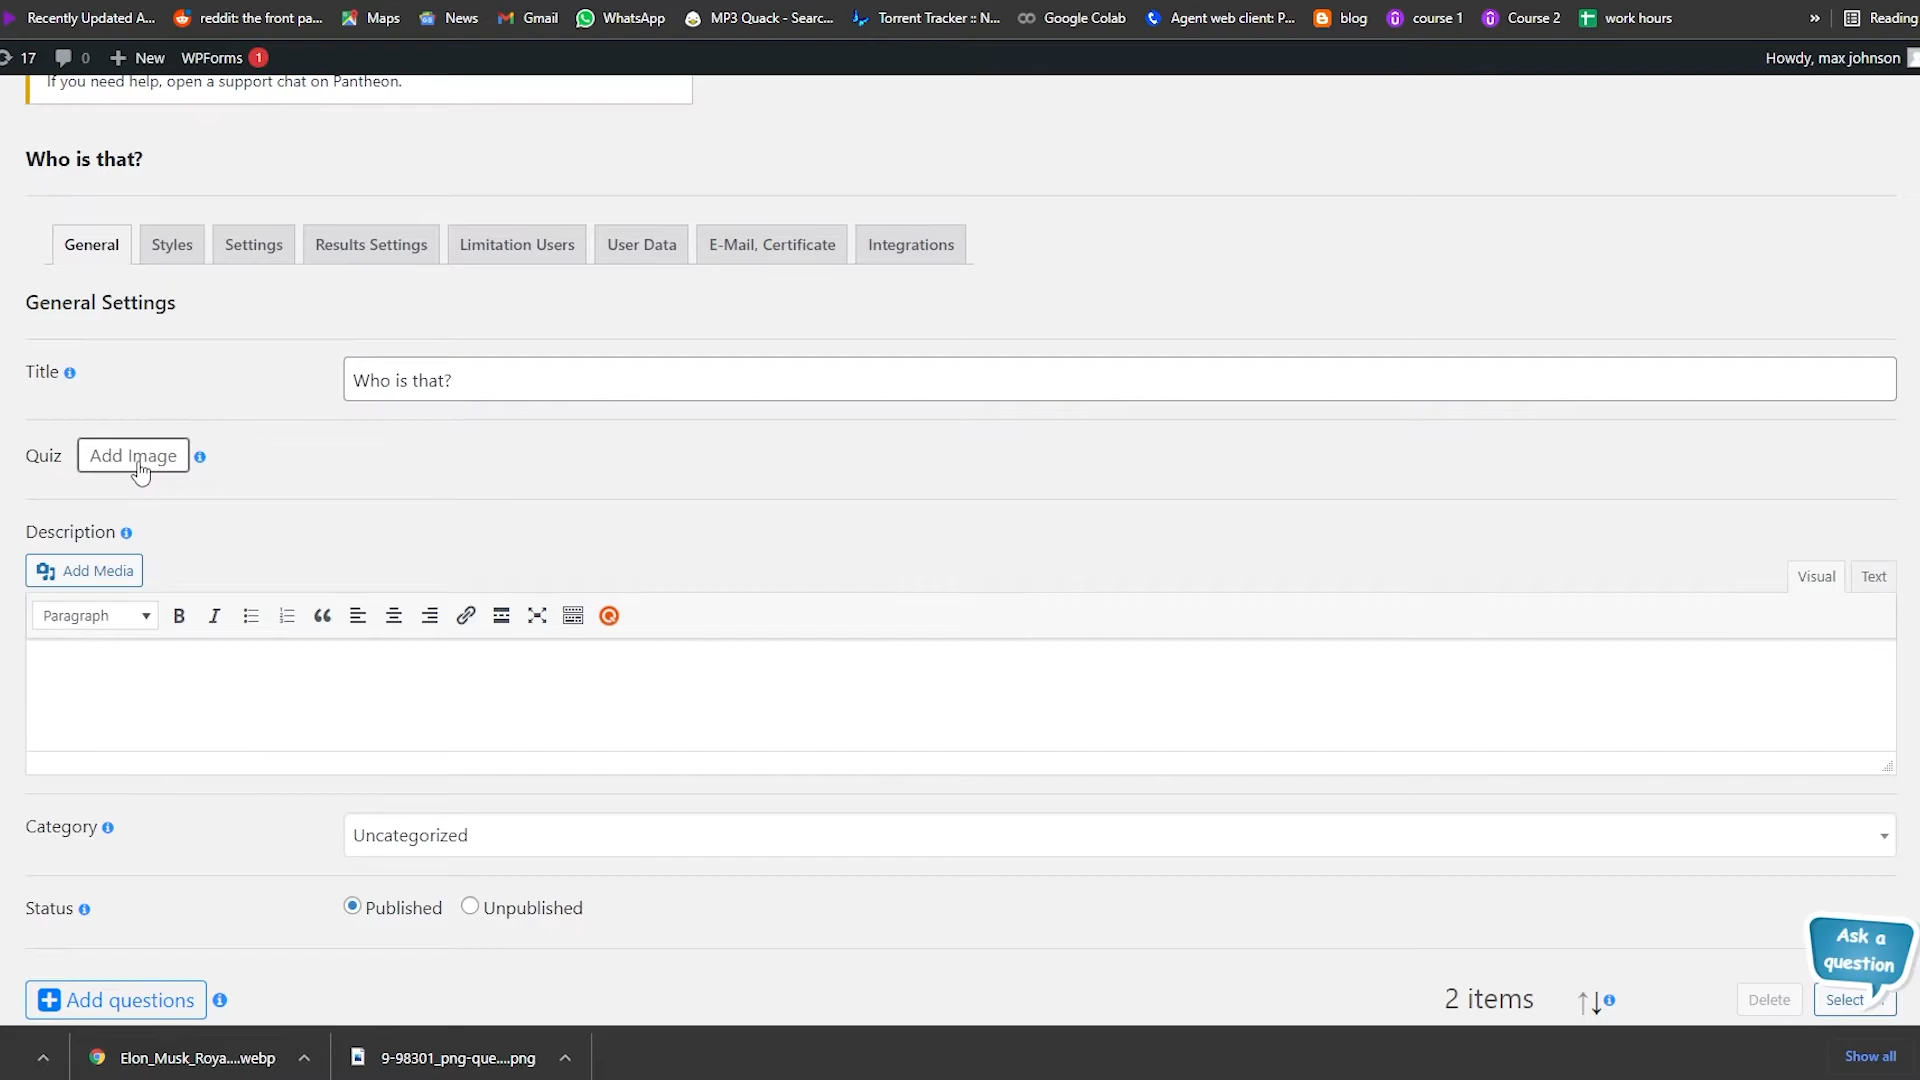 Recently Updated A... reddit: the front pa... Maps News Gmail WhatsApp MP3 Quack - Searc... Torrent Tracker :: N... Google Colab Agent web client: P... blog course 1 Course 2 work hours » Reading
17 0 New WPForms 1 Howdy, max johnson
If you need help, open a support chat on Pantheon.
Who is that?
General Styles Settings Results Settings Limitation Users User Data E-Mail, Certificate Integrations
General Settings
Title
Who is that?
Quiz Add Image
Description
Add Media
Visual Text
Paragraph
Category
Uncategorized
Status
Published Unpublished
Ask a
question
Add questions 2 items Delete Select
Elon_Musk_Roya....webp 9-98301_png-que....png Show all